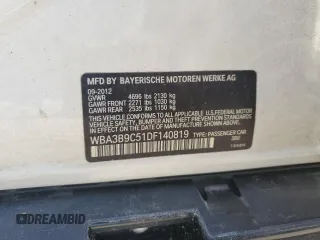 MFD BY BAYERISCHE MOTOREN WERKE AG
09-2012
GVWR 4696 lbs 2130 kg
GAWR FRONT 2271 lbs 1030 kg
GAWR REAR 2535 lbs 1150 kg
THIS VEHICLE CONFORMS TO ALL APPLICABLE
U.S. FEDERAL MOTOR VEHICLE SAFETY, BUMPER
AND THEFT PREVENTION STANDARDS IN EFFECT
ON THE DATE OF MANUFACTURE SHOWN ABOVE.
WBA3B9C51DF140819 TYPE: PASSENGER CAR
DREAMBID